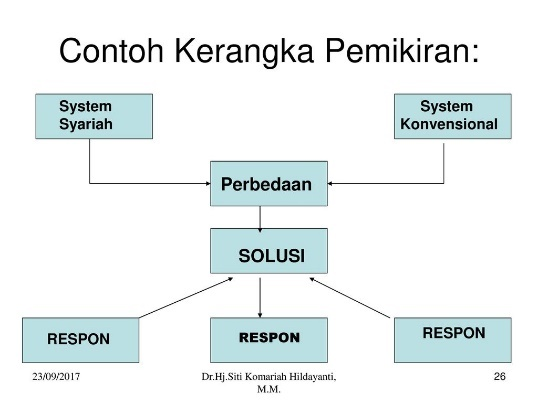 Contoh Kerangka Pemikiran:
System
Syariah
System
Konvensional
Perbedaan
SOLUSI
RESPON
RESPON
RESPON
23/09/2017
Dr.Hj.Siti Komariah Hildayanti,
M.M.
26